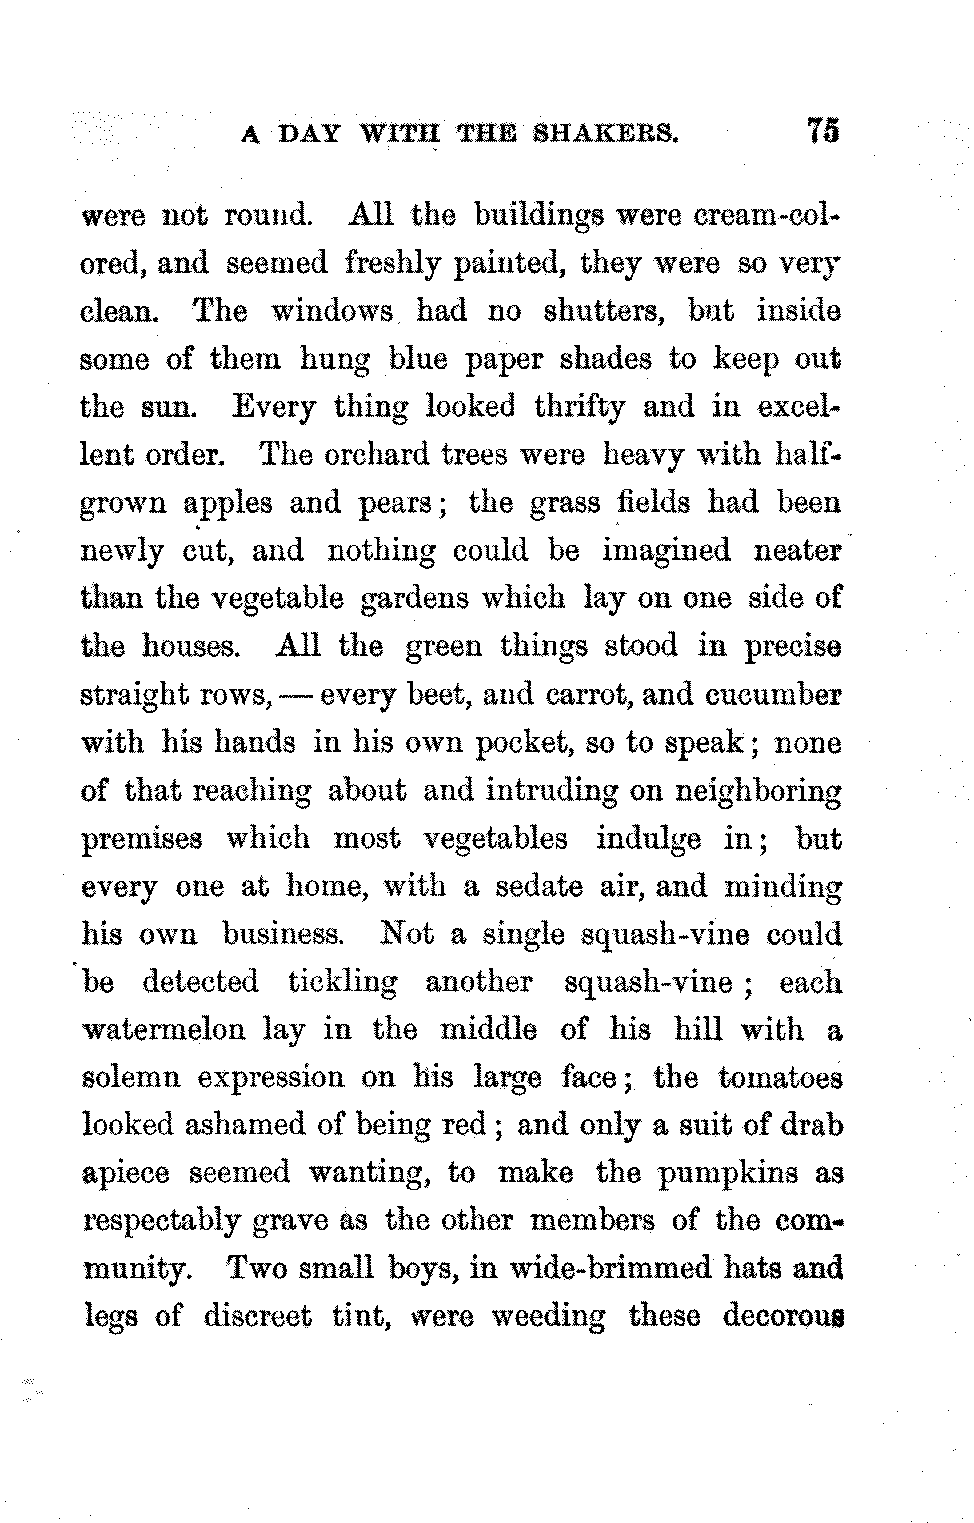 A DAY WITH THE SHAKERS. 75
were not round. All the buildings were cream-col-
ored, and seemed freshly painted, they were so very
clean. The windows had no shutters, but inside
some of them hung blue paper shades to keep out
the sun. Every thing looked thrifty and in excel-
lent order. The orchard trees were heavy with half-
grown apples and pears; the grass fields had been
newly cut, and nothing could be imagined neater
than the vegetable gardens which lay on one side of
the houses. All the green things stood in precise
straight rows, — every beet, and carrot, and cucumber
with his hands in his own pocket, so to speak; none
of that reaching about and intruding on neighboring
premises which most vegetables indulge in; but
every one at home, with a sedate air, and minding
his own business. Not a single squash-vine could
be detected tickling another squash-vine; each
watermelon lay in the middle of his hill with a
solemn expression on his large face; the tomatoes
looked ashamed of being red; and only a suit of drab
apiece seemed wanting, to make the pumpkins as
respectably grave as the other members of the com-
munity. Two small boys, in wide-brimmed hats and
legs of discreet tint, were weeding these decorous